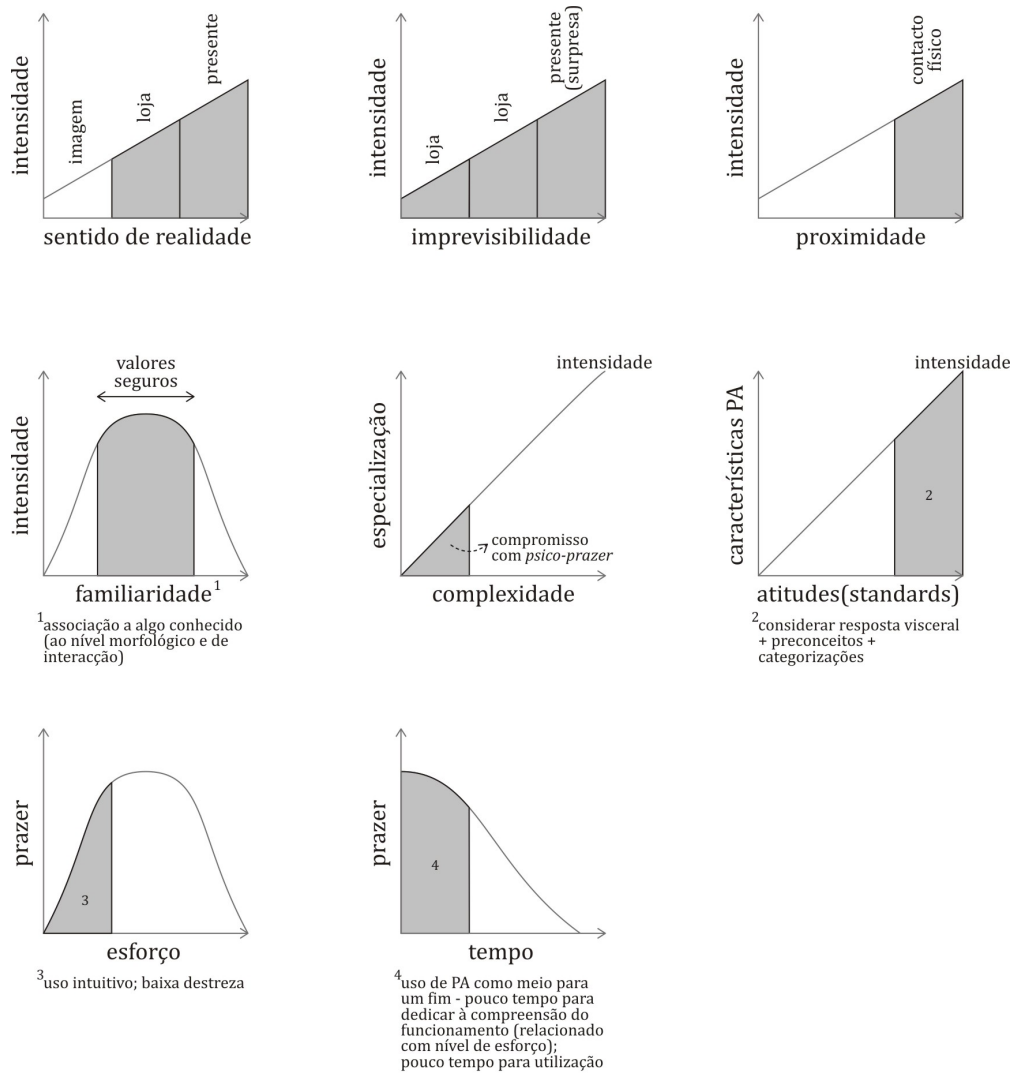 intensidade
imagem
loja
presente
sentido de realidade
intensidade
loja
loja
presente
(surpresa)
imprevisibilidade
intensidade
contacto
físico
proximidade
valores
seguros
intensidade
familiaridade¹
¹associação a algo conhecido
(ao nível morfológico e de
interacção)
intensidade
especialização
compromisso
com psico-prazer
complexidade
intensidade
características PA
2
atitudes(standards)
²considerar resposta visceral
+ preconceitos +
categorizações
prazer
3
esforço
³uso intuitivo; baixa destreza
prazer
4
tempo
⁴uso de PA como meio para
um fim - pouco tempo para
dedicar à compreensão do
funcionamento (relacionado
com nível de esforço);
pouco tempo para utilização